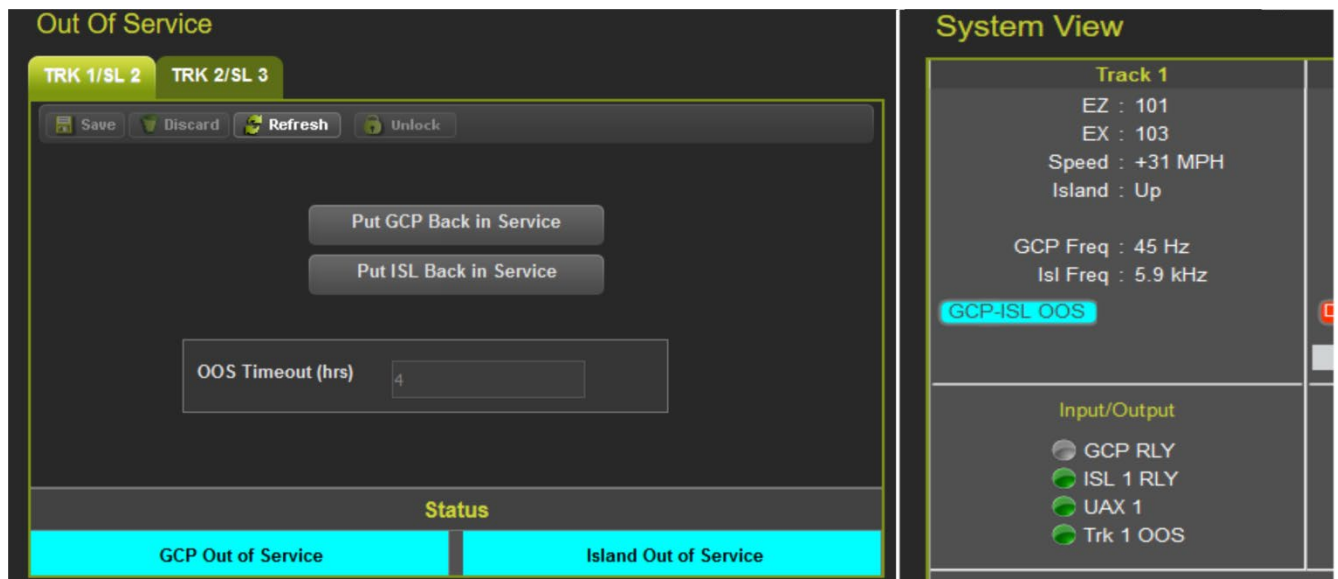 Out Of Service
TRK 1/SL 2
TRK 2/SL 3
Save
Discard
Refresh
Unlock
Put GCP Back in Service
Put ISL Back in Service
OOS Timeout (hrs)
4
Status
GCP Out of Service
Island Out of Service
System View
Track 1
EZ : 101
EX : 103
Speed : +31 MPH
Island : Up
GCP Freq : 45 Hz
Isl Freq : 5.9 kHz
GCP-ISL OOS
Input/Output
GCP RLY
ISL 1 RLY
UAX 1
Trk 1 OOS